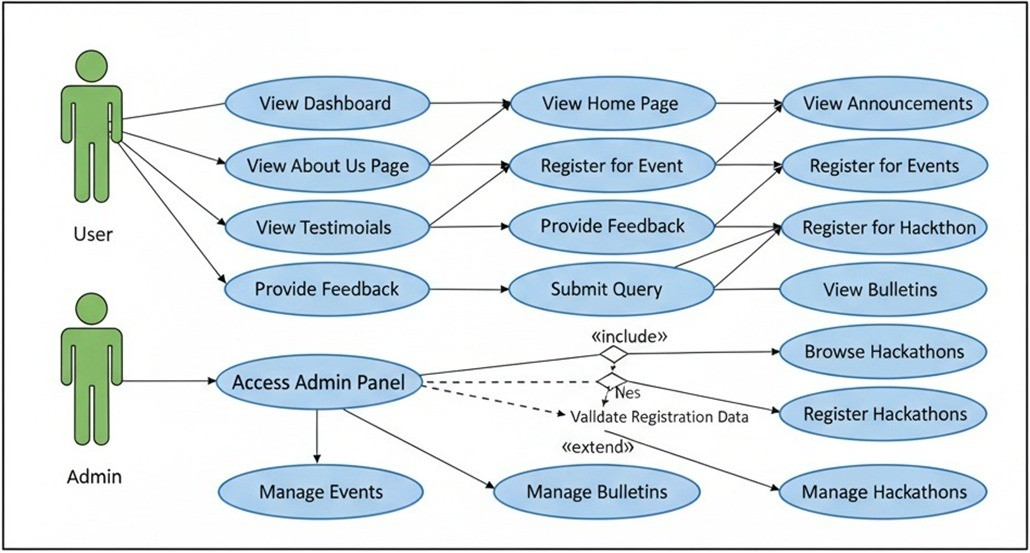 View Dashboard
View Home Page
View Announcements
View About Us Page
Register for Event
Register for Events
View Testimoials
Provide Feedback
Register for Hackthon
User
Provide Feedback
Submit Query
View Bulletins
«include»
Browse Hackathons
Access Admin Panel
Nes
Register Hackathons
Valldate Registration Data
«extend»
Admin
Manage Events
Manage Bulletins
Manage Hackathons